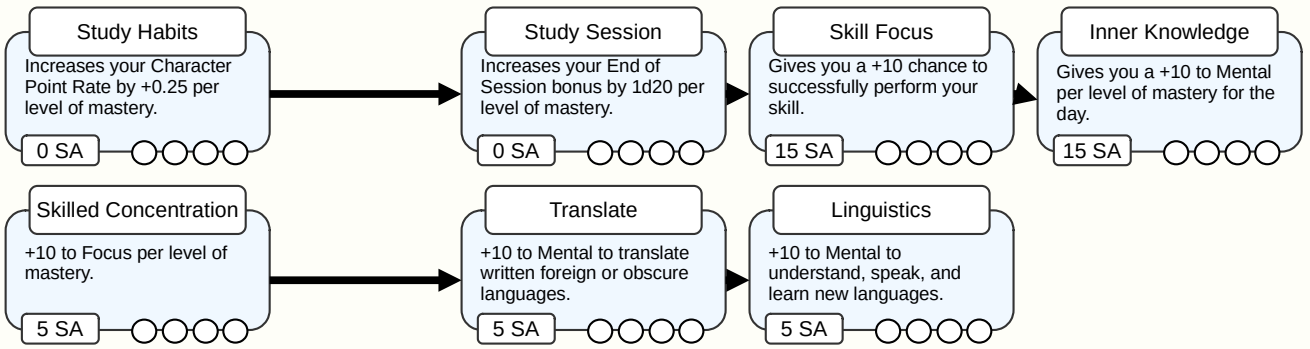 Study Habits
Increases your Character
Point Rate by +0.25 per
level of mastery.
0 SA
Study Session
Increases your End of
Session bonus by 1d20 per
level of mastery.
0 SA
Skill Focus
Gives you a +10 chance to
successfully perform your
skill.
15 SA
Inner Knowledge
Gives you a +10 to Mental
per level of mastery for the
day.
15 SA
Skilled Concentration
+10 to Focus per level of
mastery.
5 SA
Translate
+10 to Mental to translate
written foreign or obscure
languages.
5 SA
Linguistics
+10 to Mental to
understand, speak, and
learn new languages.
5 SA